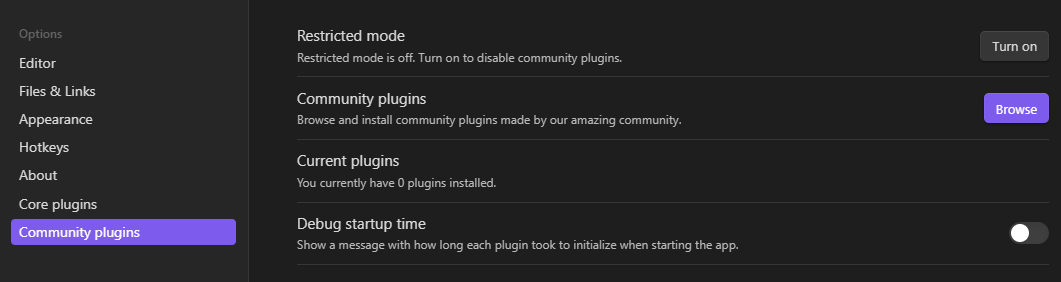 Options
Editor
Files & Links
Appearance
Hotkeys
About
Core plugins
Community plugins
Restricted mode
Restricted mode is off. Turn on to disable community plugins.
Turn on
Community plugins
Browse and install community plugins made by our amazing community.
Browse
Current plugins
You currently have 0 plugins installed.
Debug startup time
Show a message with how long each plugin took to initialize when starting the app.